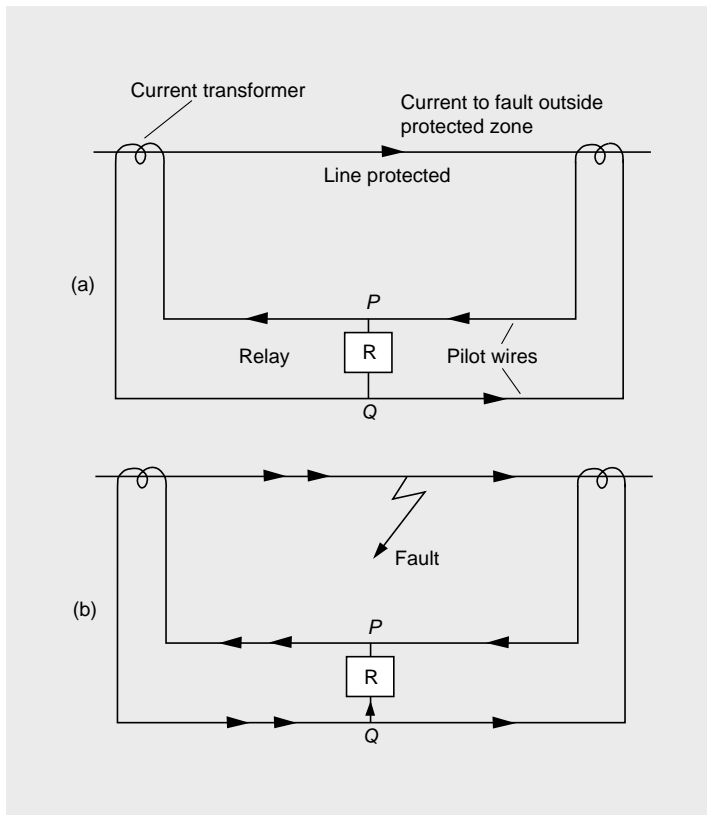 Current transformer
Current to fault outside
protected zone
Line protected
(a)
P
R
Relay
Pilot wires
Q
Fault
(b)
P
R
Q